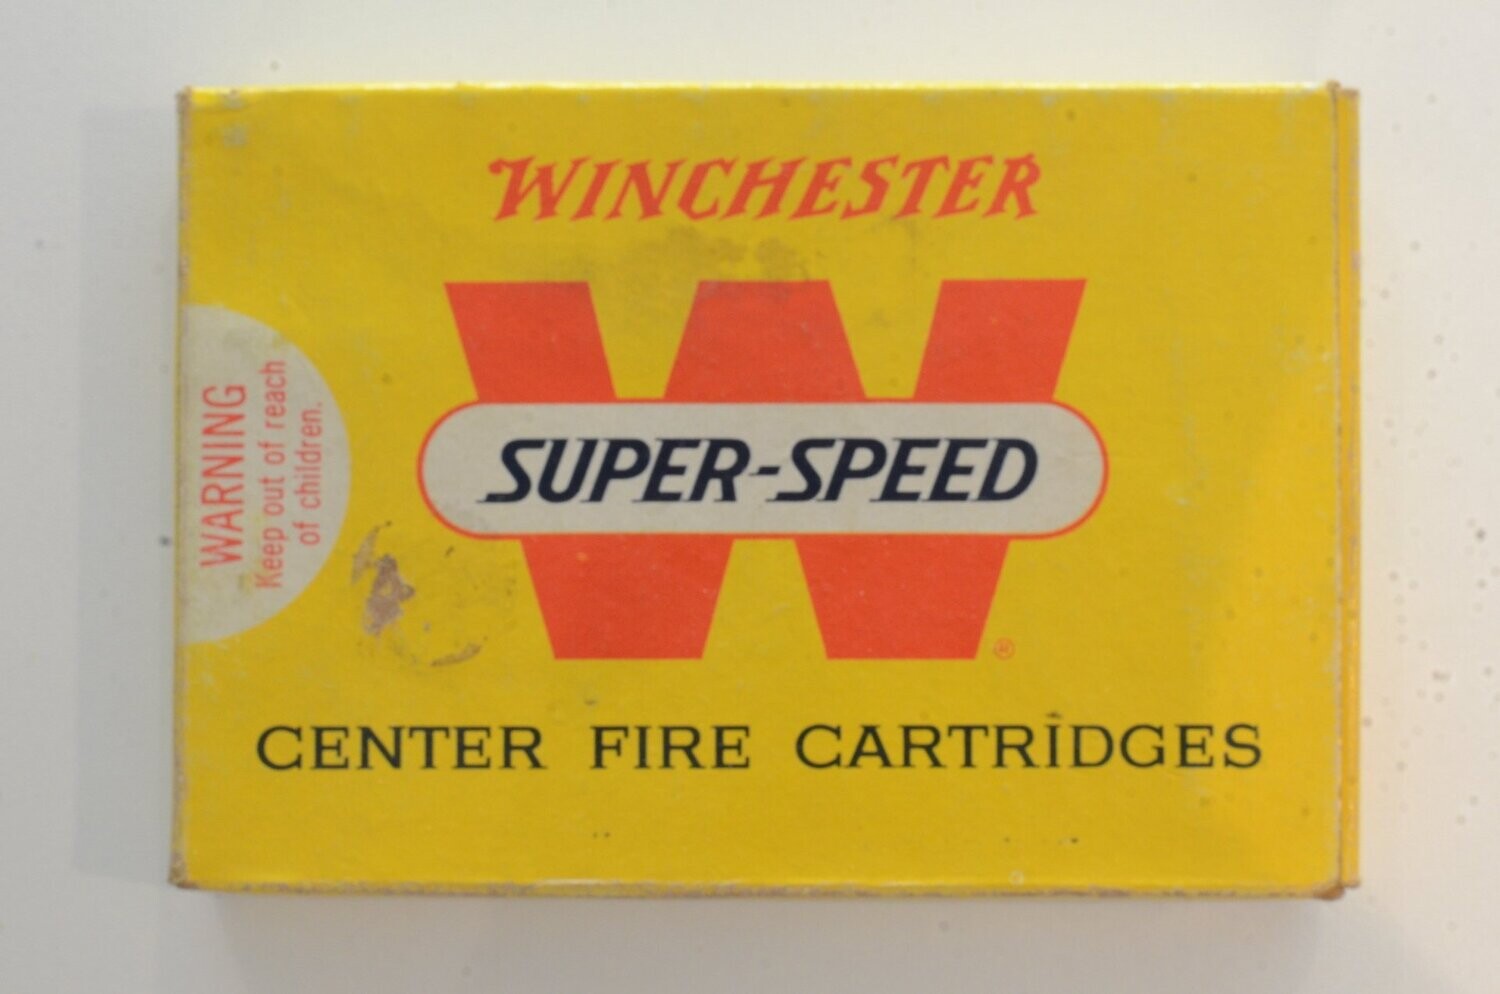 WINCHESTER
W
SUPER-SPEED
®
CENTER FIRE CARTRIDGES
WARNING
Keep out of reach
of children.